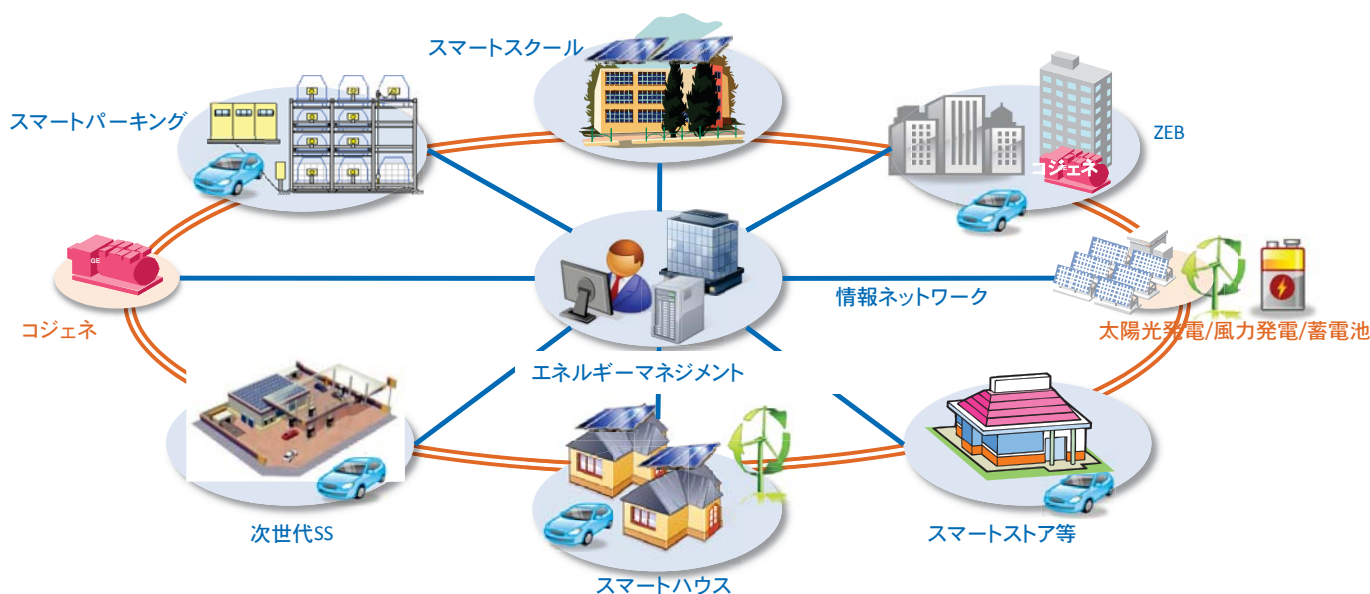 スマートスクール
スマートパーキング
ZEB
コジェネ
GE
情報ネットワーク
コジェネ
太陽光発電/風力発電/蓄電池
エネルギーマネジメント
次世代SS
スマートストア等
スマートハウス